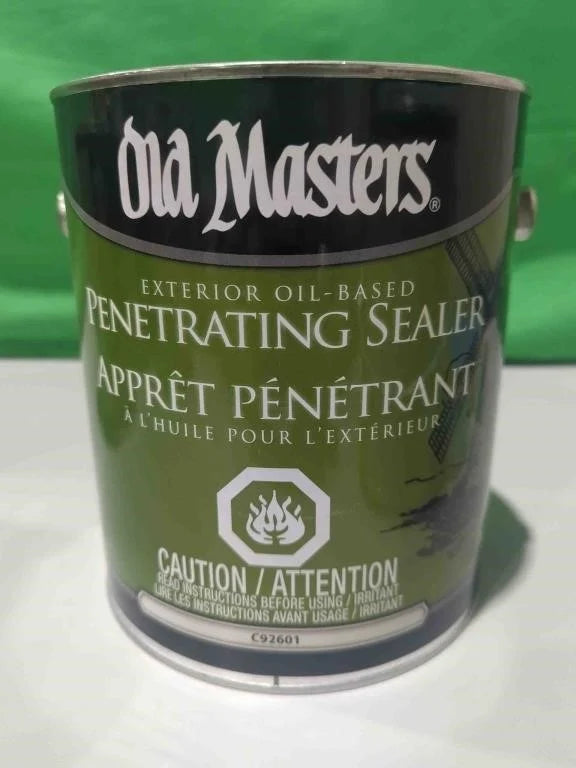 Old Masters®
EXTERIOR OIL-BASED
PENETRATING SEALER
APPRÊT PÉNÉTRANT
À L'HUILE POUR L'EXTÉRIEUR
CAUTION / ATTENTION
READ INSTRUCTIONS BEFORE USING / IRRITANT
LIRE LES INSTRUCTIONS AVANT USAGE / IRRITANT
C92601